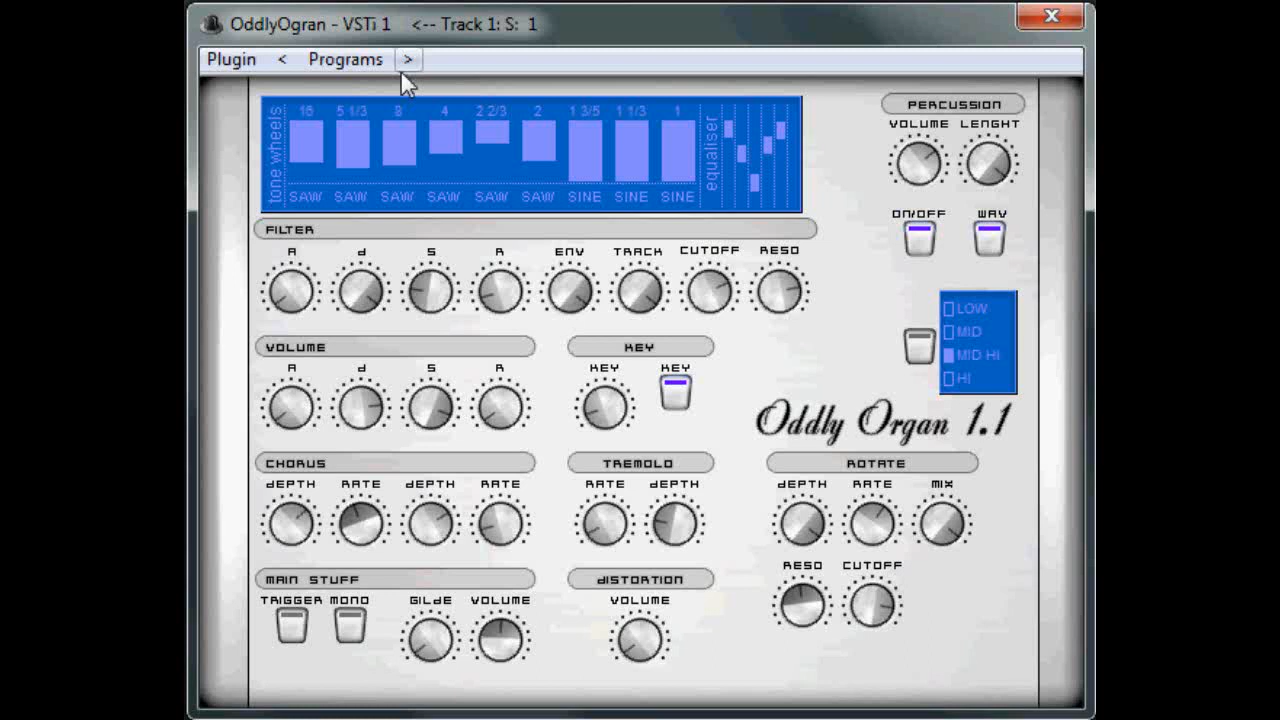 OddlyOgran - VSTi 1 <-- Track 1: S: 1
Plugin < Programs >
PERCUSSION
VOLUME LENGHT
ON/OFF WAV
tone wheels
16 5 1/3 8 4 2 2/3 2 1 3/5 1 1/3 1
SAW SAW SAW SAW SAW SAW SINE SINE SINE
equaliser
FILTER
A d S R ENV TRACK CUTOFF RESO
LOW
MID
MID HI
HI
VOLUME
A d S R
KEY
KEY KEY
Oddly Organ 1.1
CHORUS
dEPTH RATE dEPTH RATE
TREMOLO
RATE dEPTH
ROTATE
dEPTH RATE MIX
RESO CUTOFF
MAIN STUFF
TRIGGER MONO GILdE VOLUME
dISTORTION
VOLUME